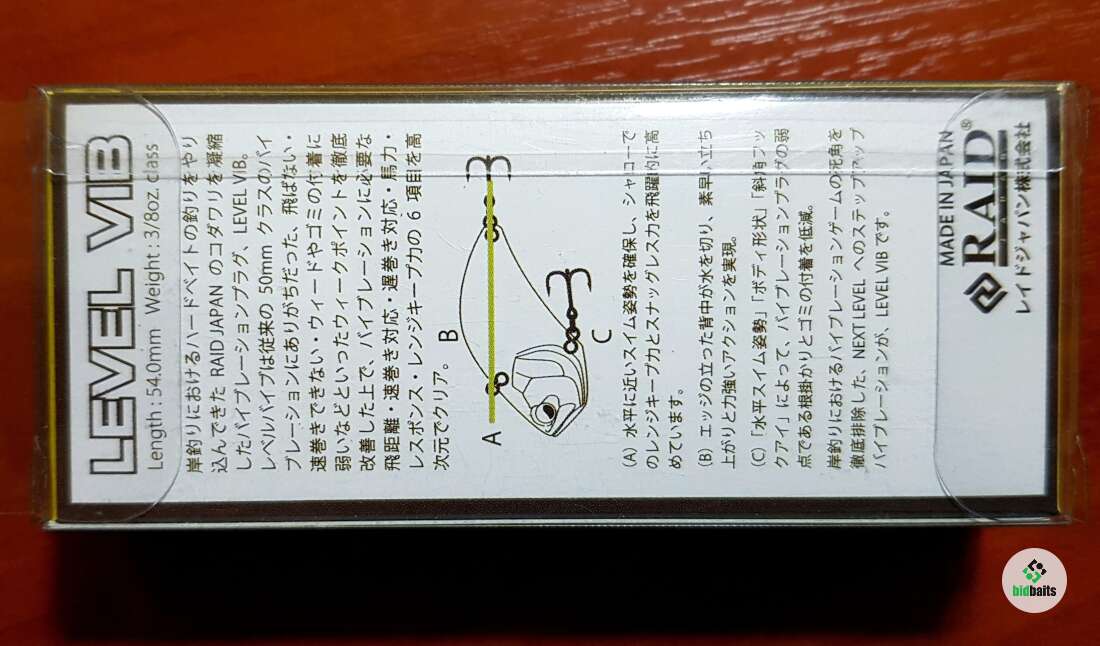 LEVEL VIB
Length : 54.0mm Weight : 3/8oz. class
岸釣りにおけるハードベイトの釣りをやり
込んできた RAID JAPAN のコダワリを凝縮
したバイブレーションプラグ、LEVEL VIB。
レベルバイブは従来の 50mm クラスのバイ
ブレーションにありがちだった、飛ばない・
速巻きできない・ウィードやゴミの付着に
弱いなどといったウィークポイントを徹底
改善した上で、バイブレーションに必要な
飛距離・速巻き対応・遅巻き対応・馬力・
レスポンス・レンジキープ力の 6 項目を高
次元でクリア。
A
B
C
(A) 水平に近いスイム姿勢を確保し、シャローで
のレンジキープ力とスナッグレス力を飛躍的に高
めています。
(B) エッジの立った背中が水を切り、素早い立ち
上がりと力強いアクションを実現。
(C)「水平スイム姿勢」「ボディ形状」「斜角フッ
クアイ」によって、バイブレーションプラグの弱
点である根掛かりとゴミの付着を低減。
岸釣りにおけるバイブレーションゲームの死角を
徹底排除した、NEXT LEVEL へのステップアップ
バイブレーションが、LEVEL VIB です。
MADE IN JAPAN
RAID®
JAPAN
レイドジャパン株式会社
bidbaits